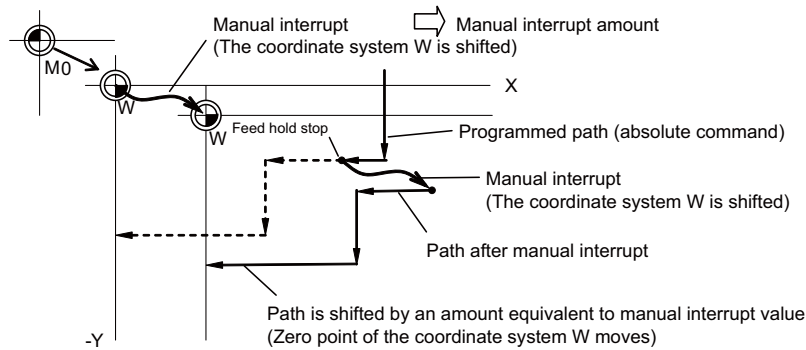 Manual interrupt
(The coordinate system W is shifted)
Manual interrupt amount
M0
X
W
W
Feed hold stop
Programmed path (absolute command)
Manual interrupt
(The coordinate system W is shifted)
Path after manual interrupt
Path is shifted by an amount equivalent to manual interrupt value
(Zero point of the coordinate system W moves)
-Y